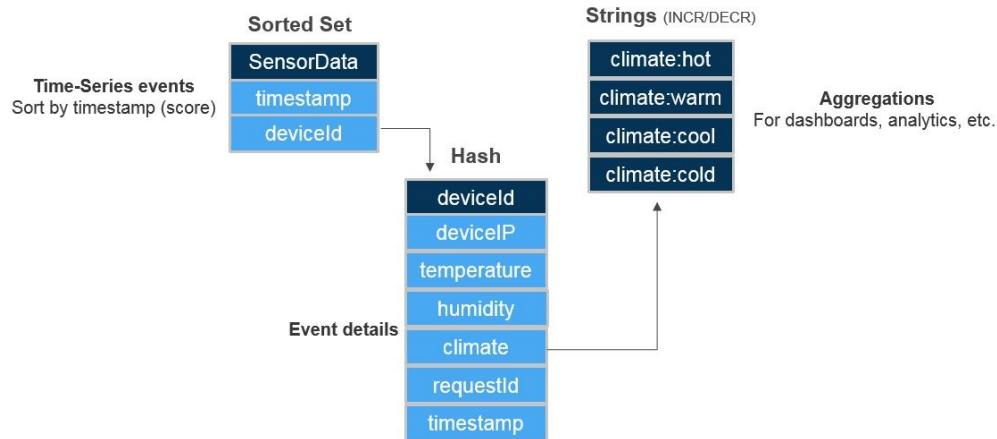 Sorted Set
SensorData
timestamp
deviceId
Time-Series events
Sort by timestamp (score)
Hash
deviceId
deviceIP
temperature
humidity
climate
requestId
timestamp
Event details
Strings (INCR/DECR)
climate:hot
climate:warm
climate:cool
climate:cold
Aggregations
For dashboards, analytics, etc.